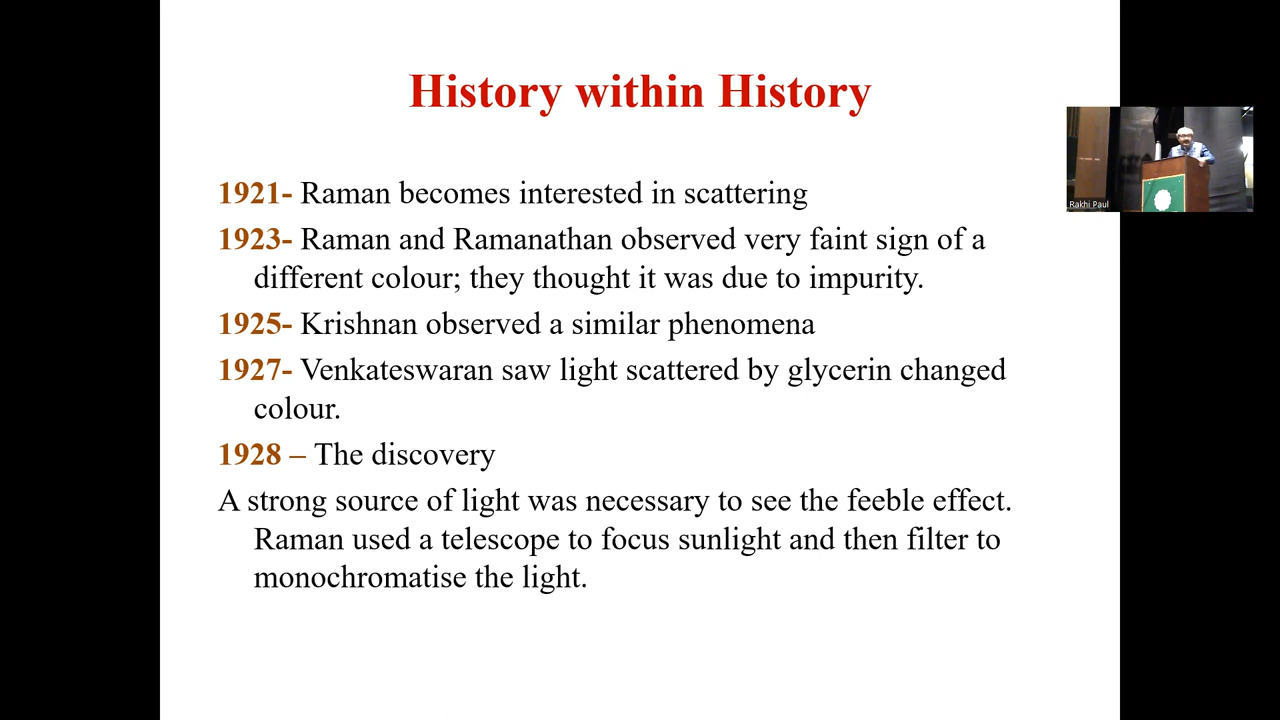 History within History
1921- Raman becomes interested in scattering
1923- Raman and Ramanathan observed very faint sign of a
different colour; they thought it was due to impurity.
1925- Krishnan observed a similar phenomena
1927- Venkateswaran saw light scattered by glycerin changed
colour.
1928 – The discovery
A strong source of light was necessary to see the feeble effect.
Raman used a telescope to focus sunlight and then filter to
monochromatise the light.
Rakhi Paul